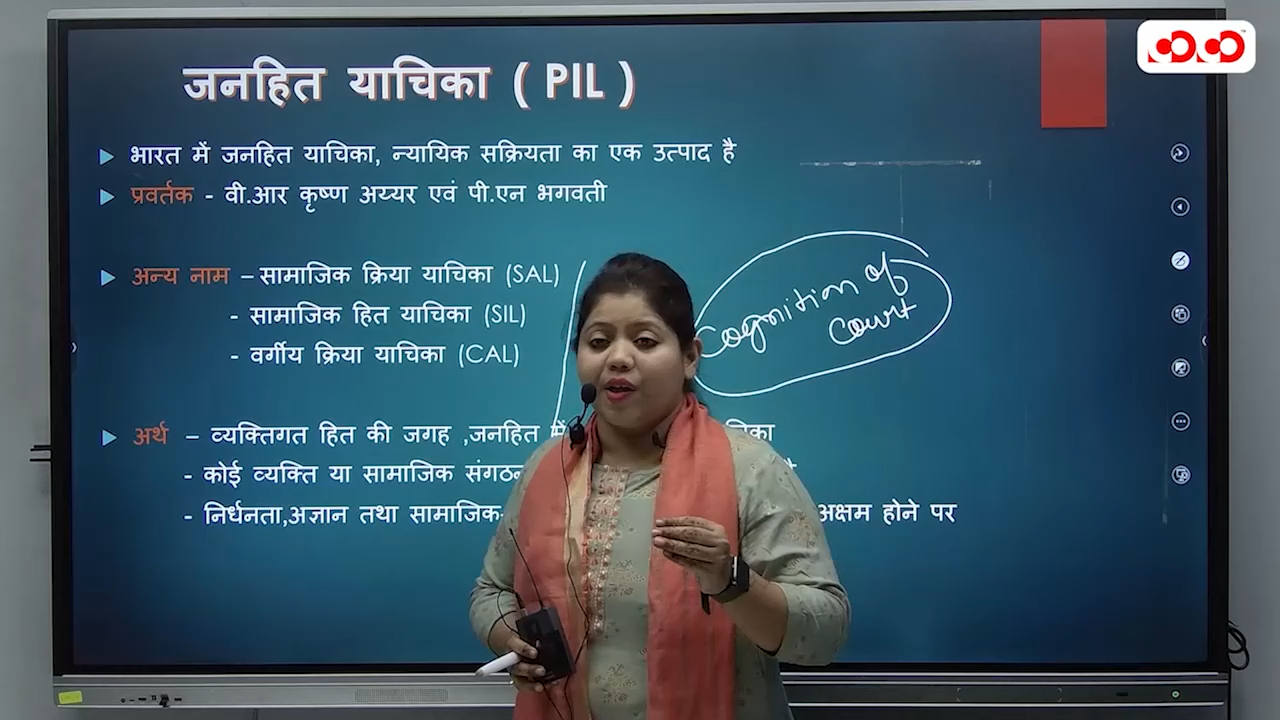 जनहित याचिका ( PIL )
भारत में जनहित याचिका, न्यायिक सक्रियता का एक उत्पाद है
प्रवर्तक - वी.आर कृष्ण अय्यर एवं पी.एन भगवती
अन्य नाम – सामाजिक क्रिया याचिका (SAL)
- सामाजिक हित याचिका (SIL)
- वर्गीय क्रिया याचिका (CAL)
Cognition of
Court
अर्थ – व्यक्तिगत हित की जगह ,जनहित में
- कोई व्यक्ति या सामाजिक
- निर्धनता,अज्ञान तथा सामाजिक- अक्षम होने पर